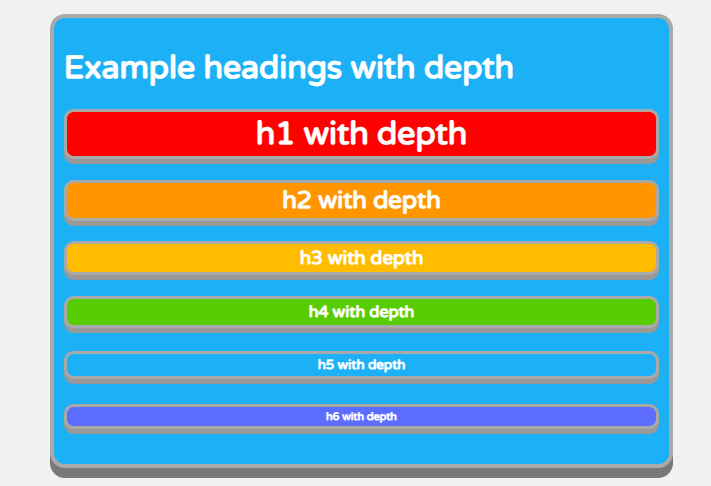 Example headings with depth
h1 with depth
h2 with depth
h3 with depth
h4 with depth
h5 with depth
h6 with depth